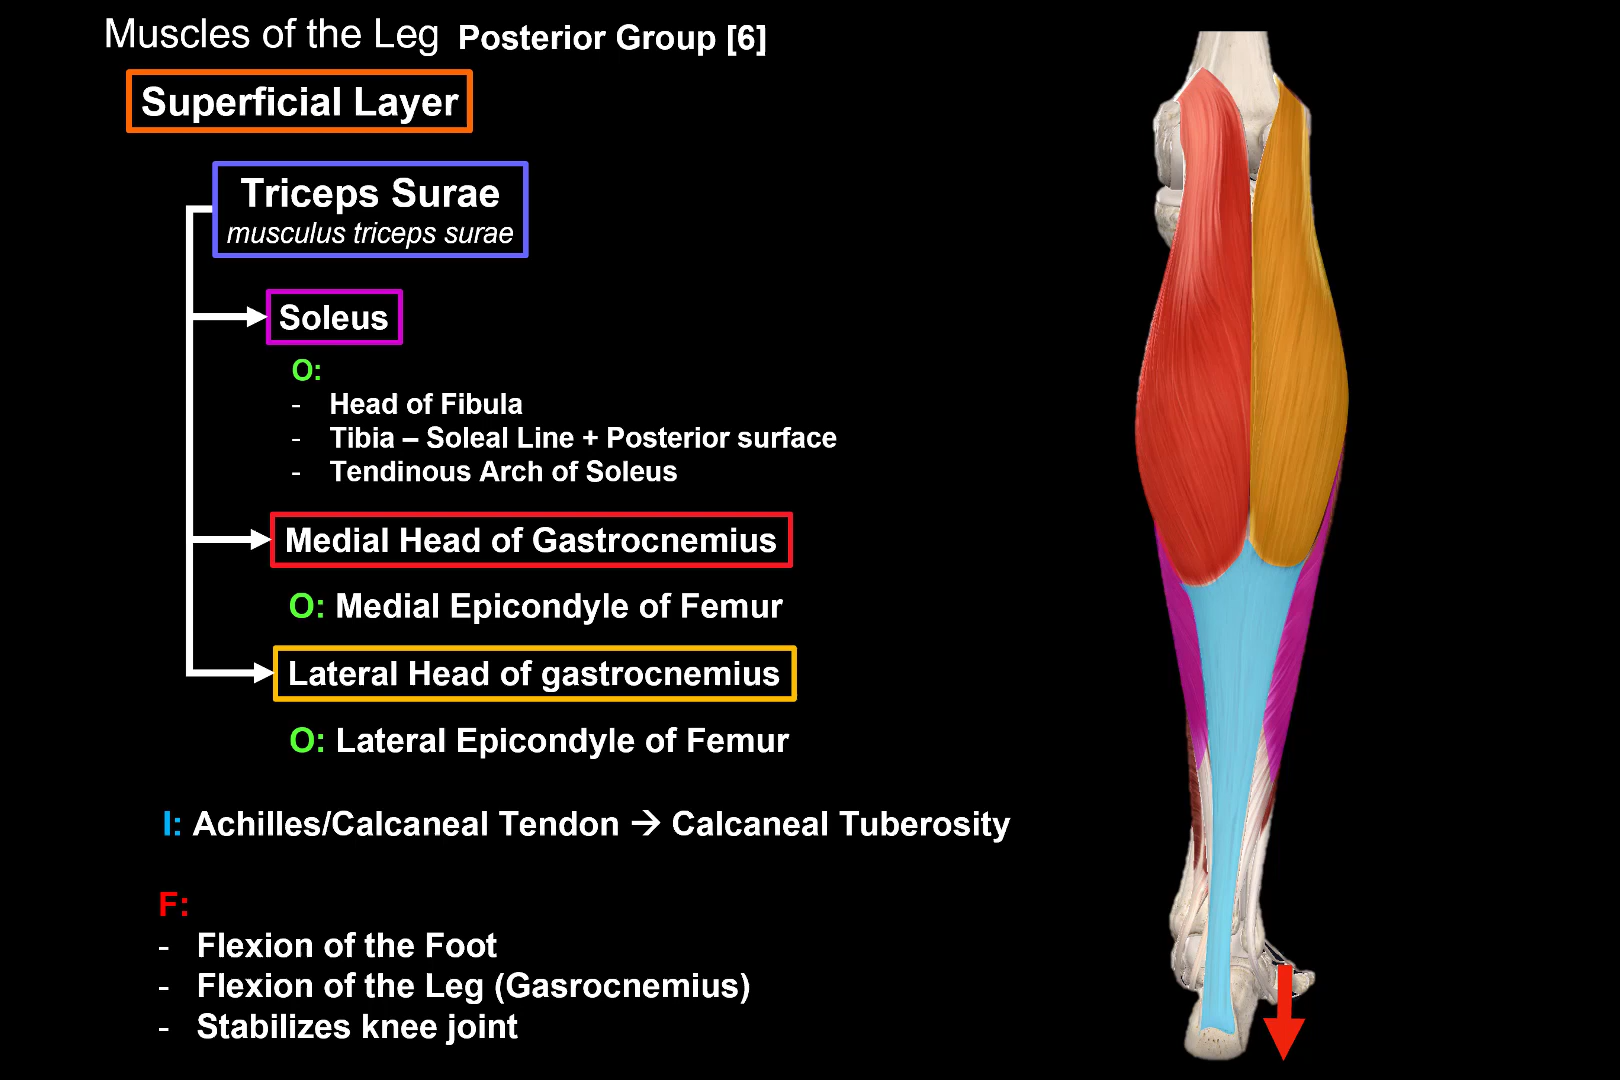 Muscles of the Leg Posterior Group [6]
Superficial Layer
Triceps Surae
musculus triceps surae
Soleus
O:
- Head of Fibula
- Tibia – Soleal Line + Posterior surface
- Tendinous Arch of Soleus
Medial Head of Gastrocnemius
O: Medial Epicondyle of Femur
Lateral Head of gastrocnemius
O: Lateral Epicondyle of Femur
I: Achilles/Calcaneal Tendon → Calcaneal Tuberosity
F:
- Flexion of the Foot
- Flexion of the Leg (Gasrocnemius)
- Stabilizes knee joint